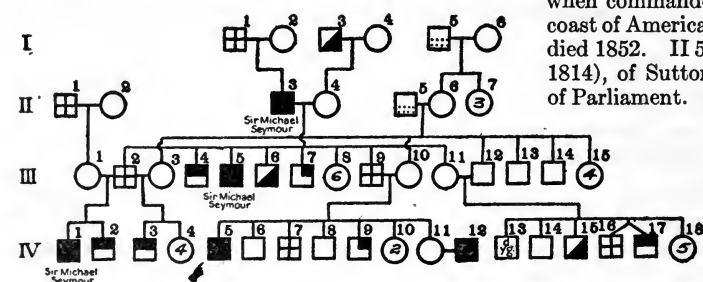 when commande
coast of America
died 1852. II 5
1814), of Sutton
of Parliament.
1 2 3 4 5 6
I
1 2 3 4 5 6 7
II 3
Sir Michael
Seymour
1 2 3 4 5 6 7 8 9 10 11 12 13 14 15
III 6 4
Sir Michael
Seymour
1 2 3 4 5 6 7 8 9 10 11 12 13 14 15 16 17 18
IV 4 2 d. yg. 5
Sir Michael
Seymour